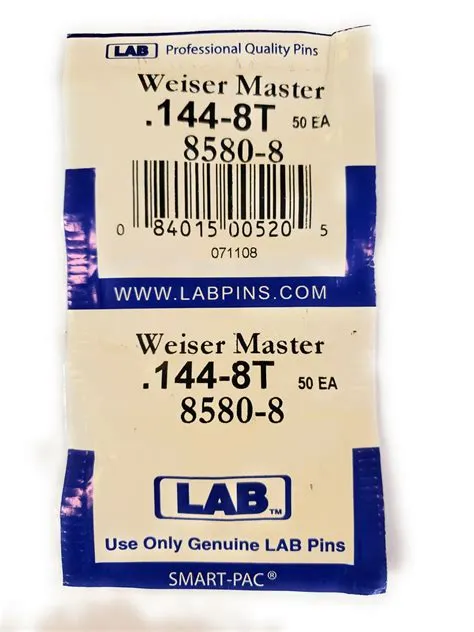 LAB Professional Quality Pins
Weiser Master
.144-8T 50 EA
8580-8
0 84015 00520 5
071108
WWW.LABPINS.COM
Weiser Master
.144-8T 50 EA
8580-8
LAB™
Use Only Genuine LAB Pins
SMART-PAC®